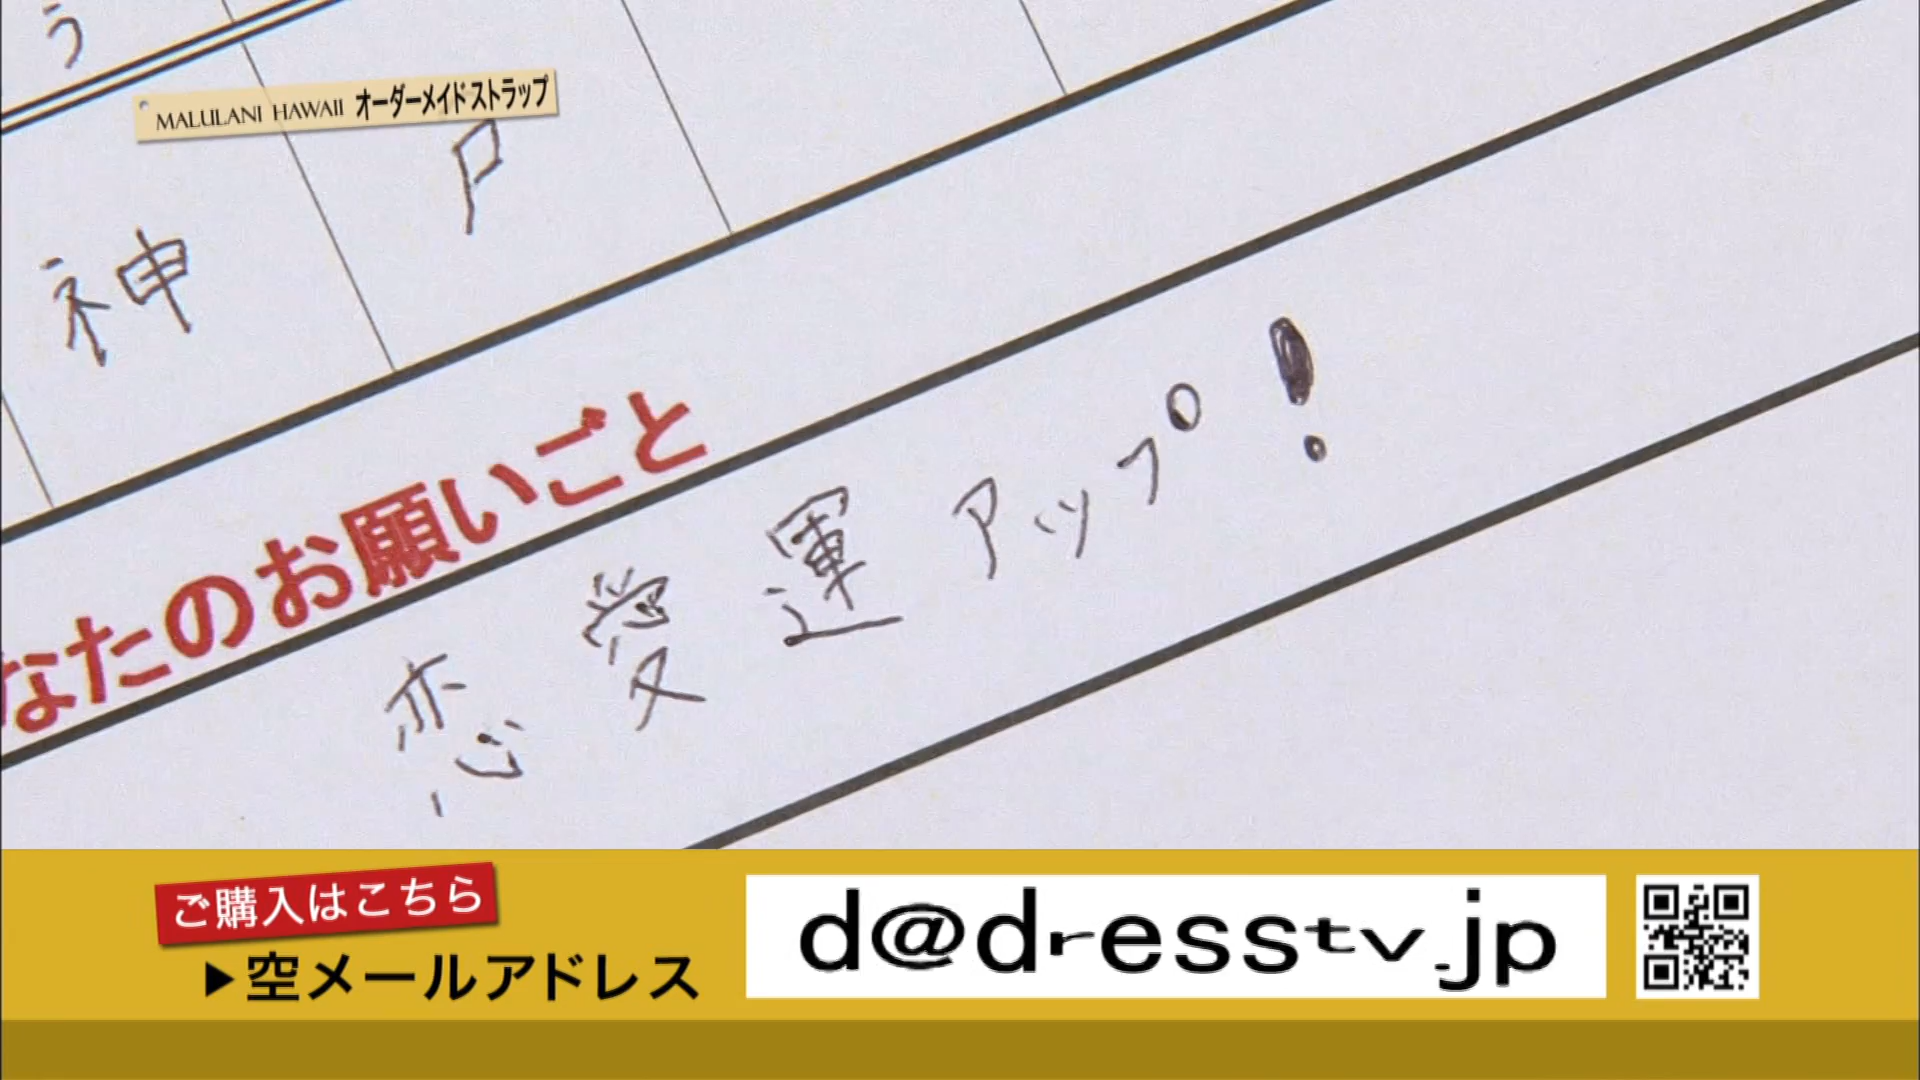 う
MALULANI HAWAII オーダーメイドストラップ
神戸
なたのお願いごと
恋愛運アップ!
ご購入はこちら
▶空メールアドレス
d@dresstv.jp